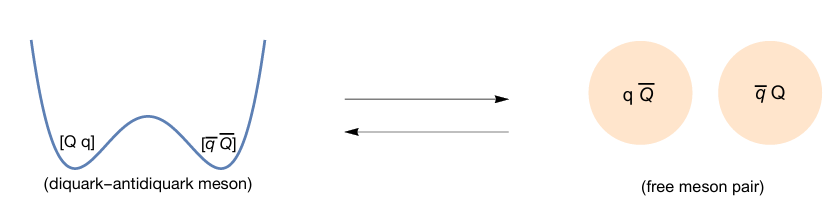 [Q q] [q̅ Q̅]
(diquark–antidiquark meson)
q Q̅
q̅ Q
(free meson pair)